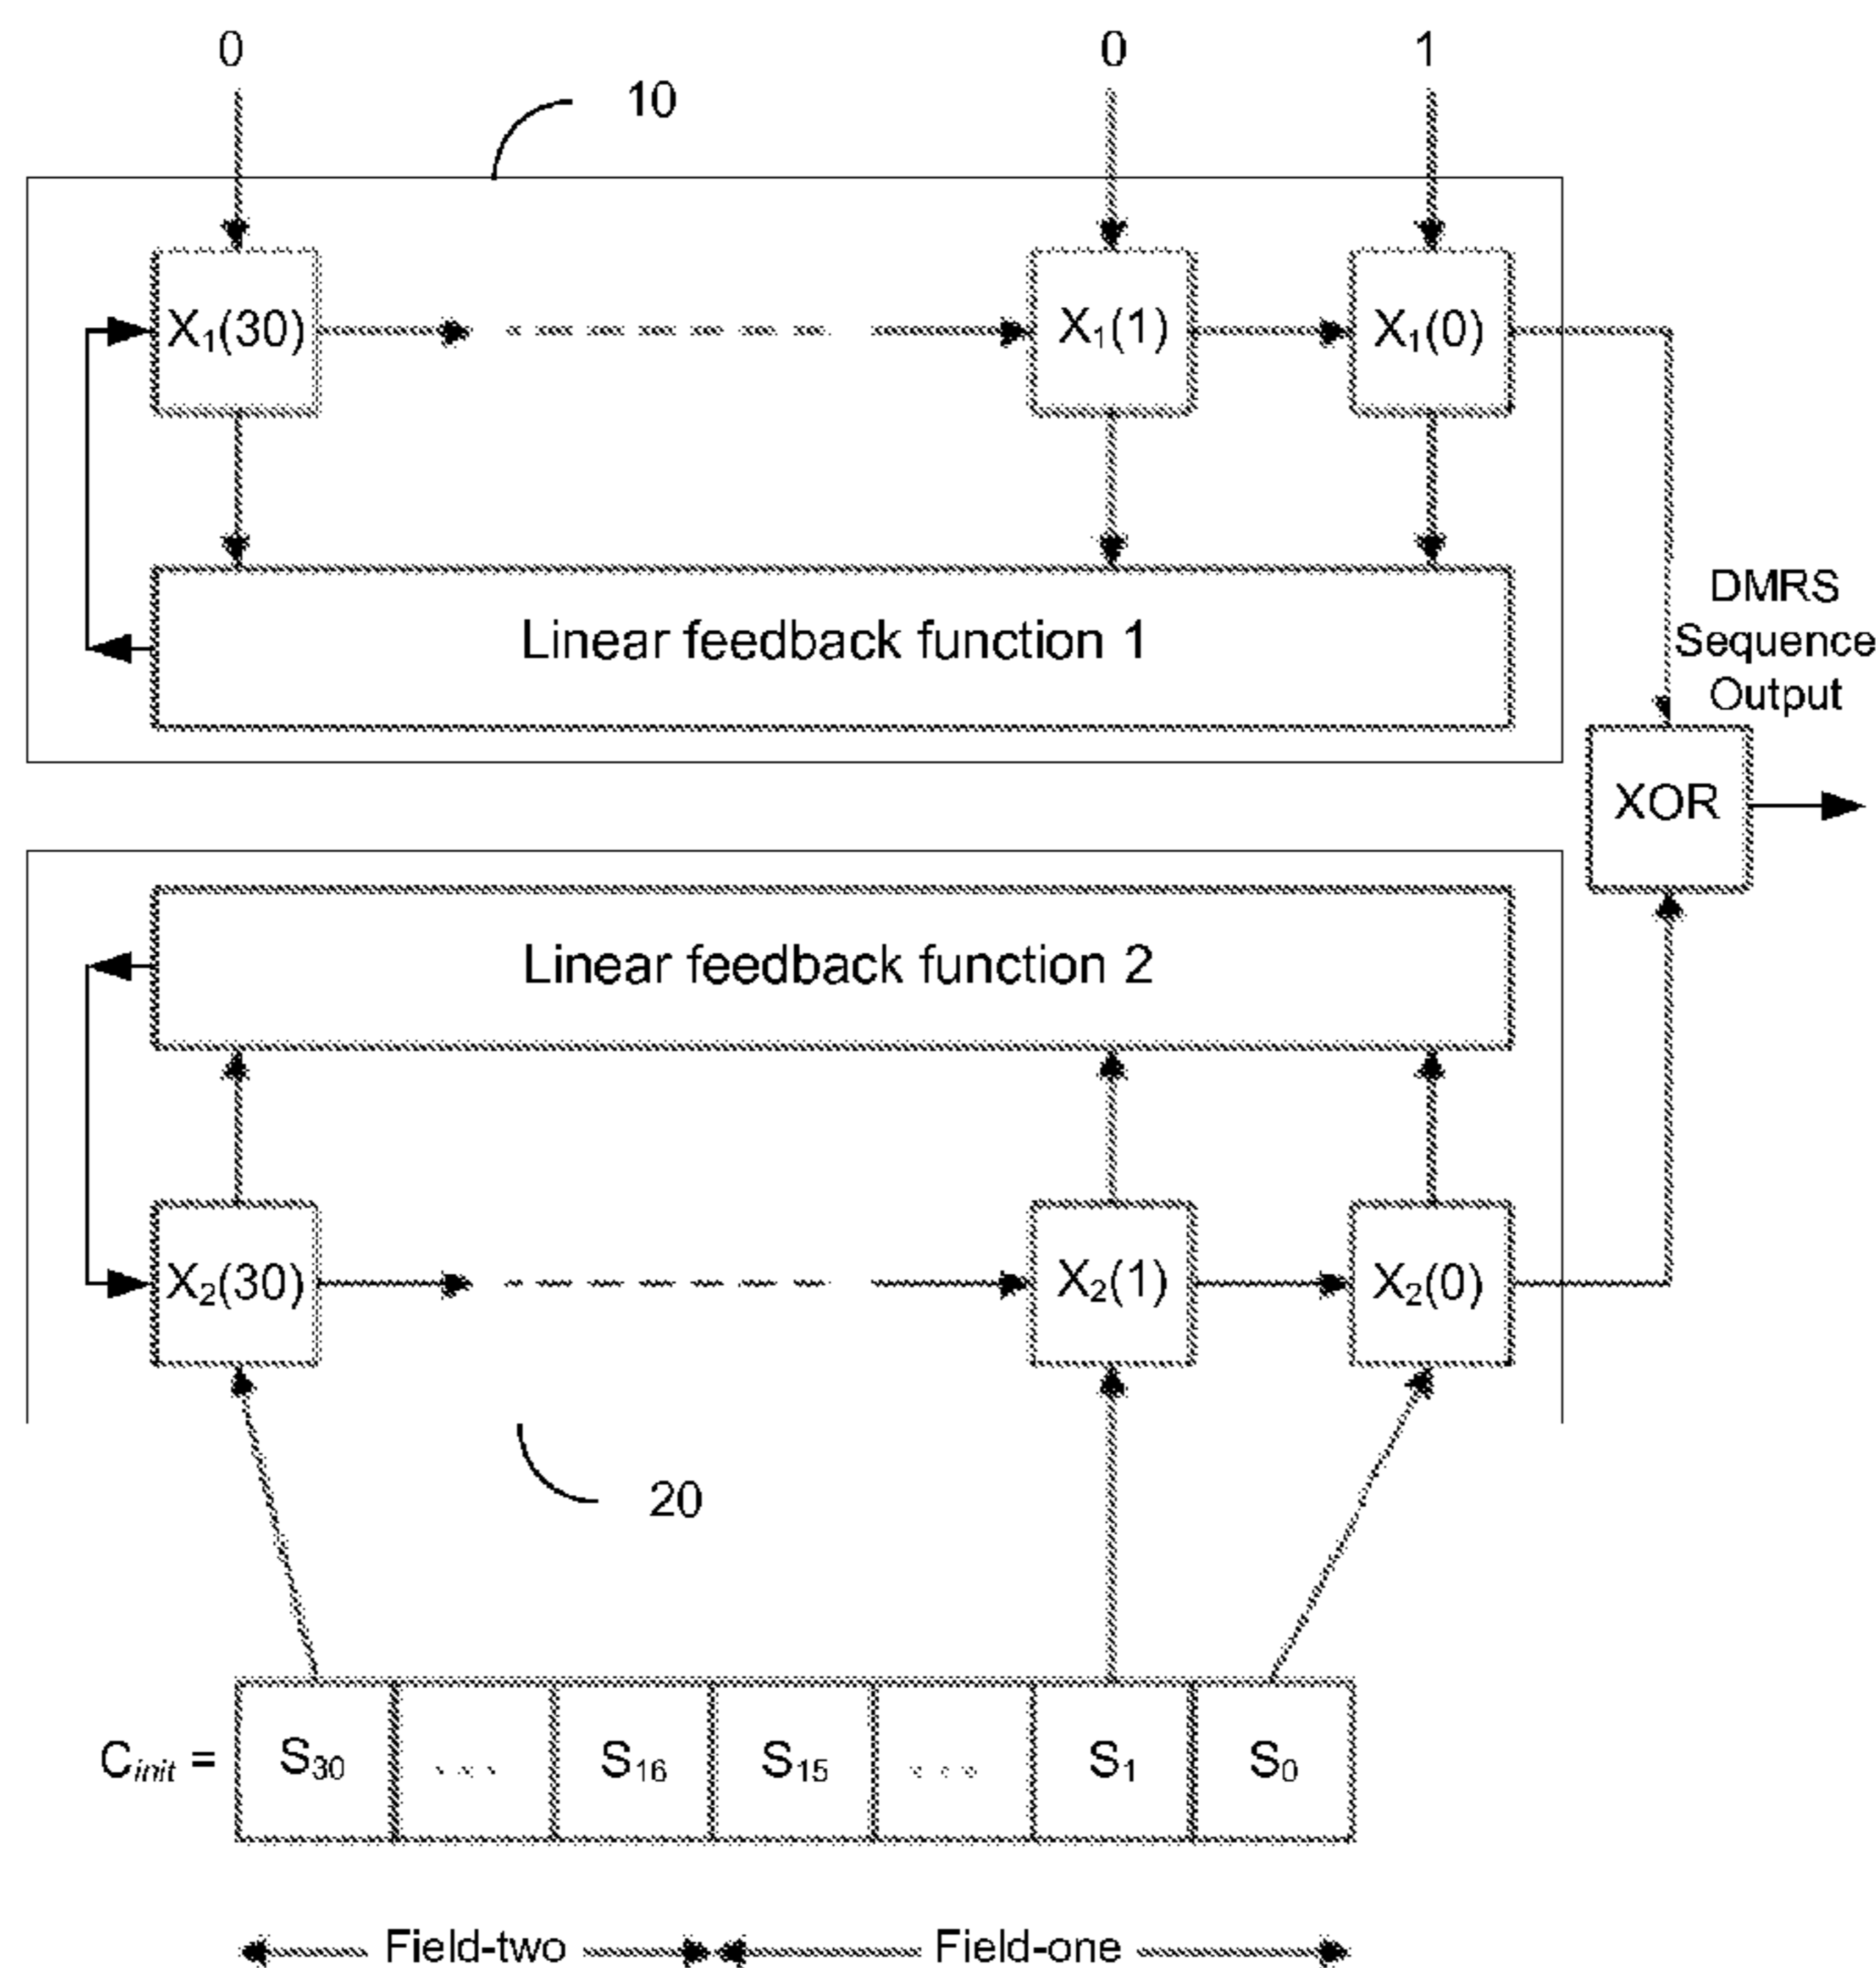 0 0 1
10
X₁(30) X₁(1) X₁(0)
Linear feedback function 1
DMRS
Sequence
Output
XOR
Linear feedback function 2
X₂(30) X₂(1) X₂(0)
20
C_init = S₃₀ ... S₁₆ S₁₅ ... S₁ S₀
Field-two Field-one